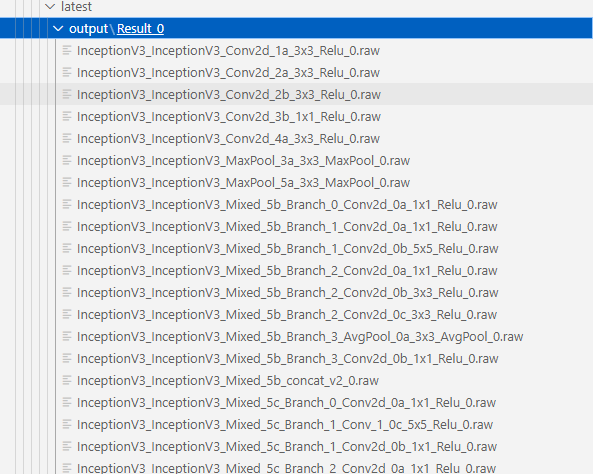 latest
output\Result_0
InceptionV3_InceptionV3_Conv2d_1a_3x3_Relu_0.raw
InceptionV3_InceptionV3_Conv2d_2a_3x3_Relu_0.raw
InceptionV3_InceptionV3_Conv2d_2b_3x3_Relu_0.raw
InceptionV3_InceptionV3_Conv2d_3b_1x1_Relu_0.raw
InceptionV3_InceptionV3_Conv2d_4a_3x3_Relu_0.raw
InceptionV3_InceptionV3_MaxPool_3a_3x3_MaxPool_0.raw
InceptionV3_InceptionV3_MaxPool_5a_3x3_MaxPool_0.raw
InceptionV3_InceptionV3_Mixed_5b_Branch_0_Conv2d_0a_1x1_Relu_0.raw
InceptionV3_InceptionV3_Mixed_5b_Branch_1_Conv2d_0a_1x1_Relu_0.raw
InceptionV3_InceptionV3_Mixed_5b_Branch_1_Conv2d_0b_5x5_Relu_0.raw
InceptionV3_InceptionV3_Mixed_5b_Branch_2_Conv2d_0a_1x1_Relu_0.raw
InceptionV3_InceptionV3_Mixed_5b_Branch_2_Conv2d_0b_3x3_Relu_0.raw
InceptionV3_InceptionV3_Mixed_5b_Branch_2_Conv2d_0c_3x3_Relu_0.raw
InceptionV3_InceptionV3_Mixed_5b_Branch_3_AvgPool_0a_3x3_AvgPool_0.raw
InceptionV3_InceptionV3_Mixed_5b_Branch_3_Conv2d_0b_1x1_Relu_0.raw
InceptionV3_InceptionV3_Mixed_5b_concat_v2_0.raw
InceptionV3_InceptionV3_Mixed_5c_Branch_0_Conv2d_0a_1x1_Relu_0.raw
InceptionV3_InceptionV3_Mixed_5c_Branch_1_Conv_1_0c_5x5_Relu_0.raw
InceptionV3_InceptionV3_Mixed_5c_Branch_1_Conv2d_0b_1x1_Relu_0.raw
InceptionV3_InceptionV3_Mixed_5c_Branch_2_Conv2d_0a_1x1_Relu_0.raw